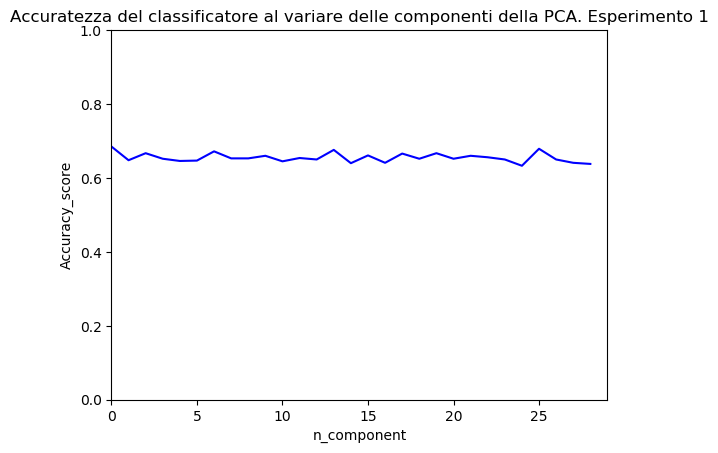 Accuratezza del classificatore al variare delle componenti della PCA. Esperimento 1
1.0
0.8
0.6
0.4
0.2
0.0
Accuracy_score
0 5 10 15 20 25
n_component